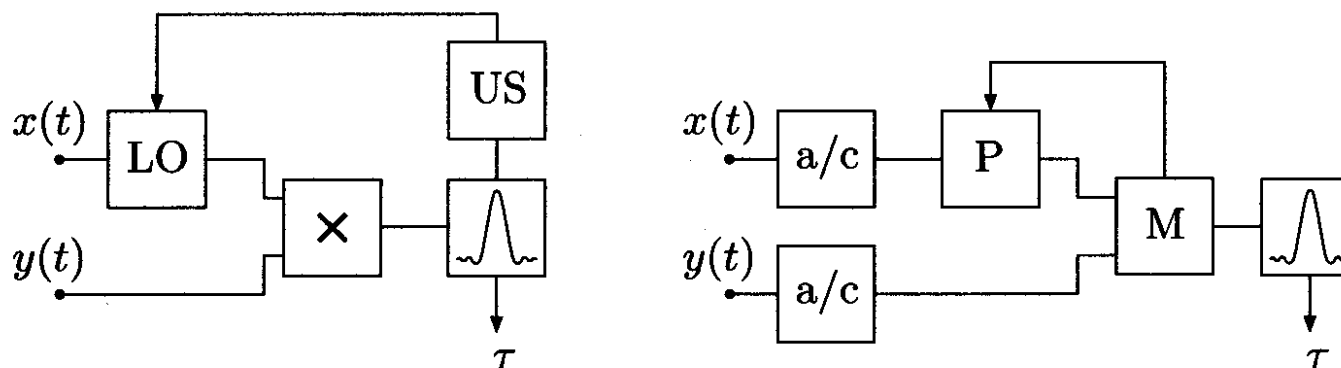 US
x(t)
LO
×
y(t)
τ
x(t)
a/c
P
M
y(t)
a/c
τ